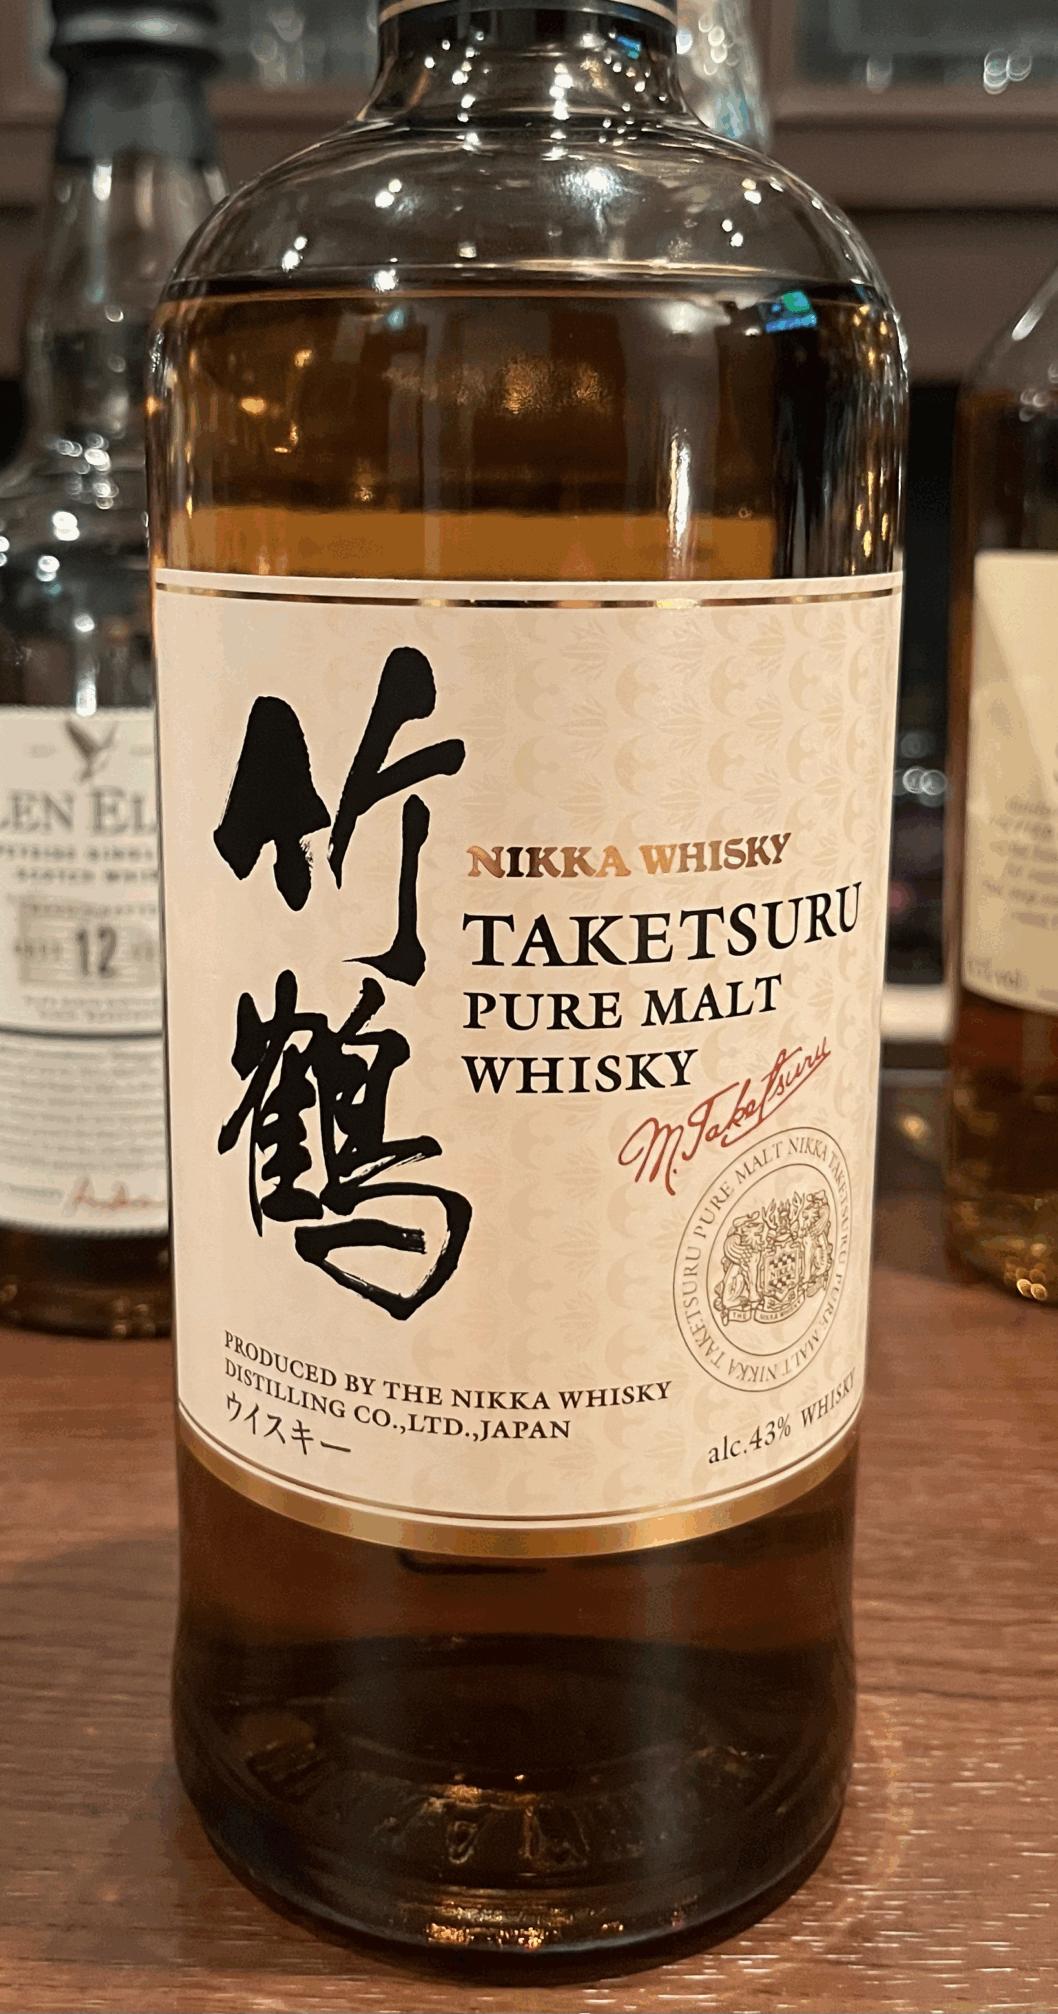 竹鶴
NIKKA WHISKY
TAKETSURU
PURE MALT
WHISKY
M.Taketsuru
NIKKA TAKETSURU PURE MALT NIKKA TAKETSURU PURE MALT
PRODUCED BY THE NIKKA WHISKY
DISTILLING CO.,LTD.,JAPAN
ウイスキー
alc.43% WHISKY
LEN EL
12